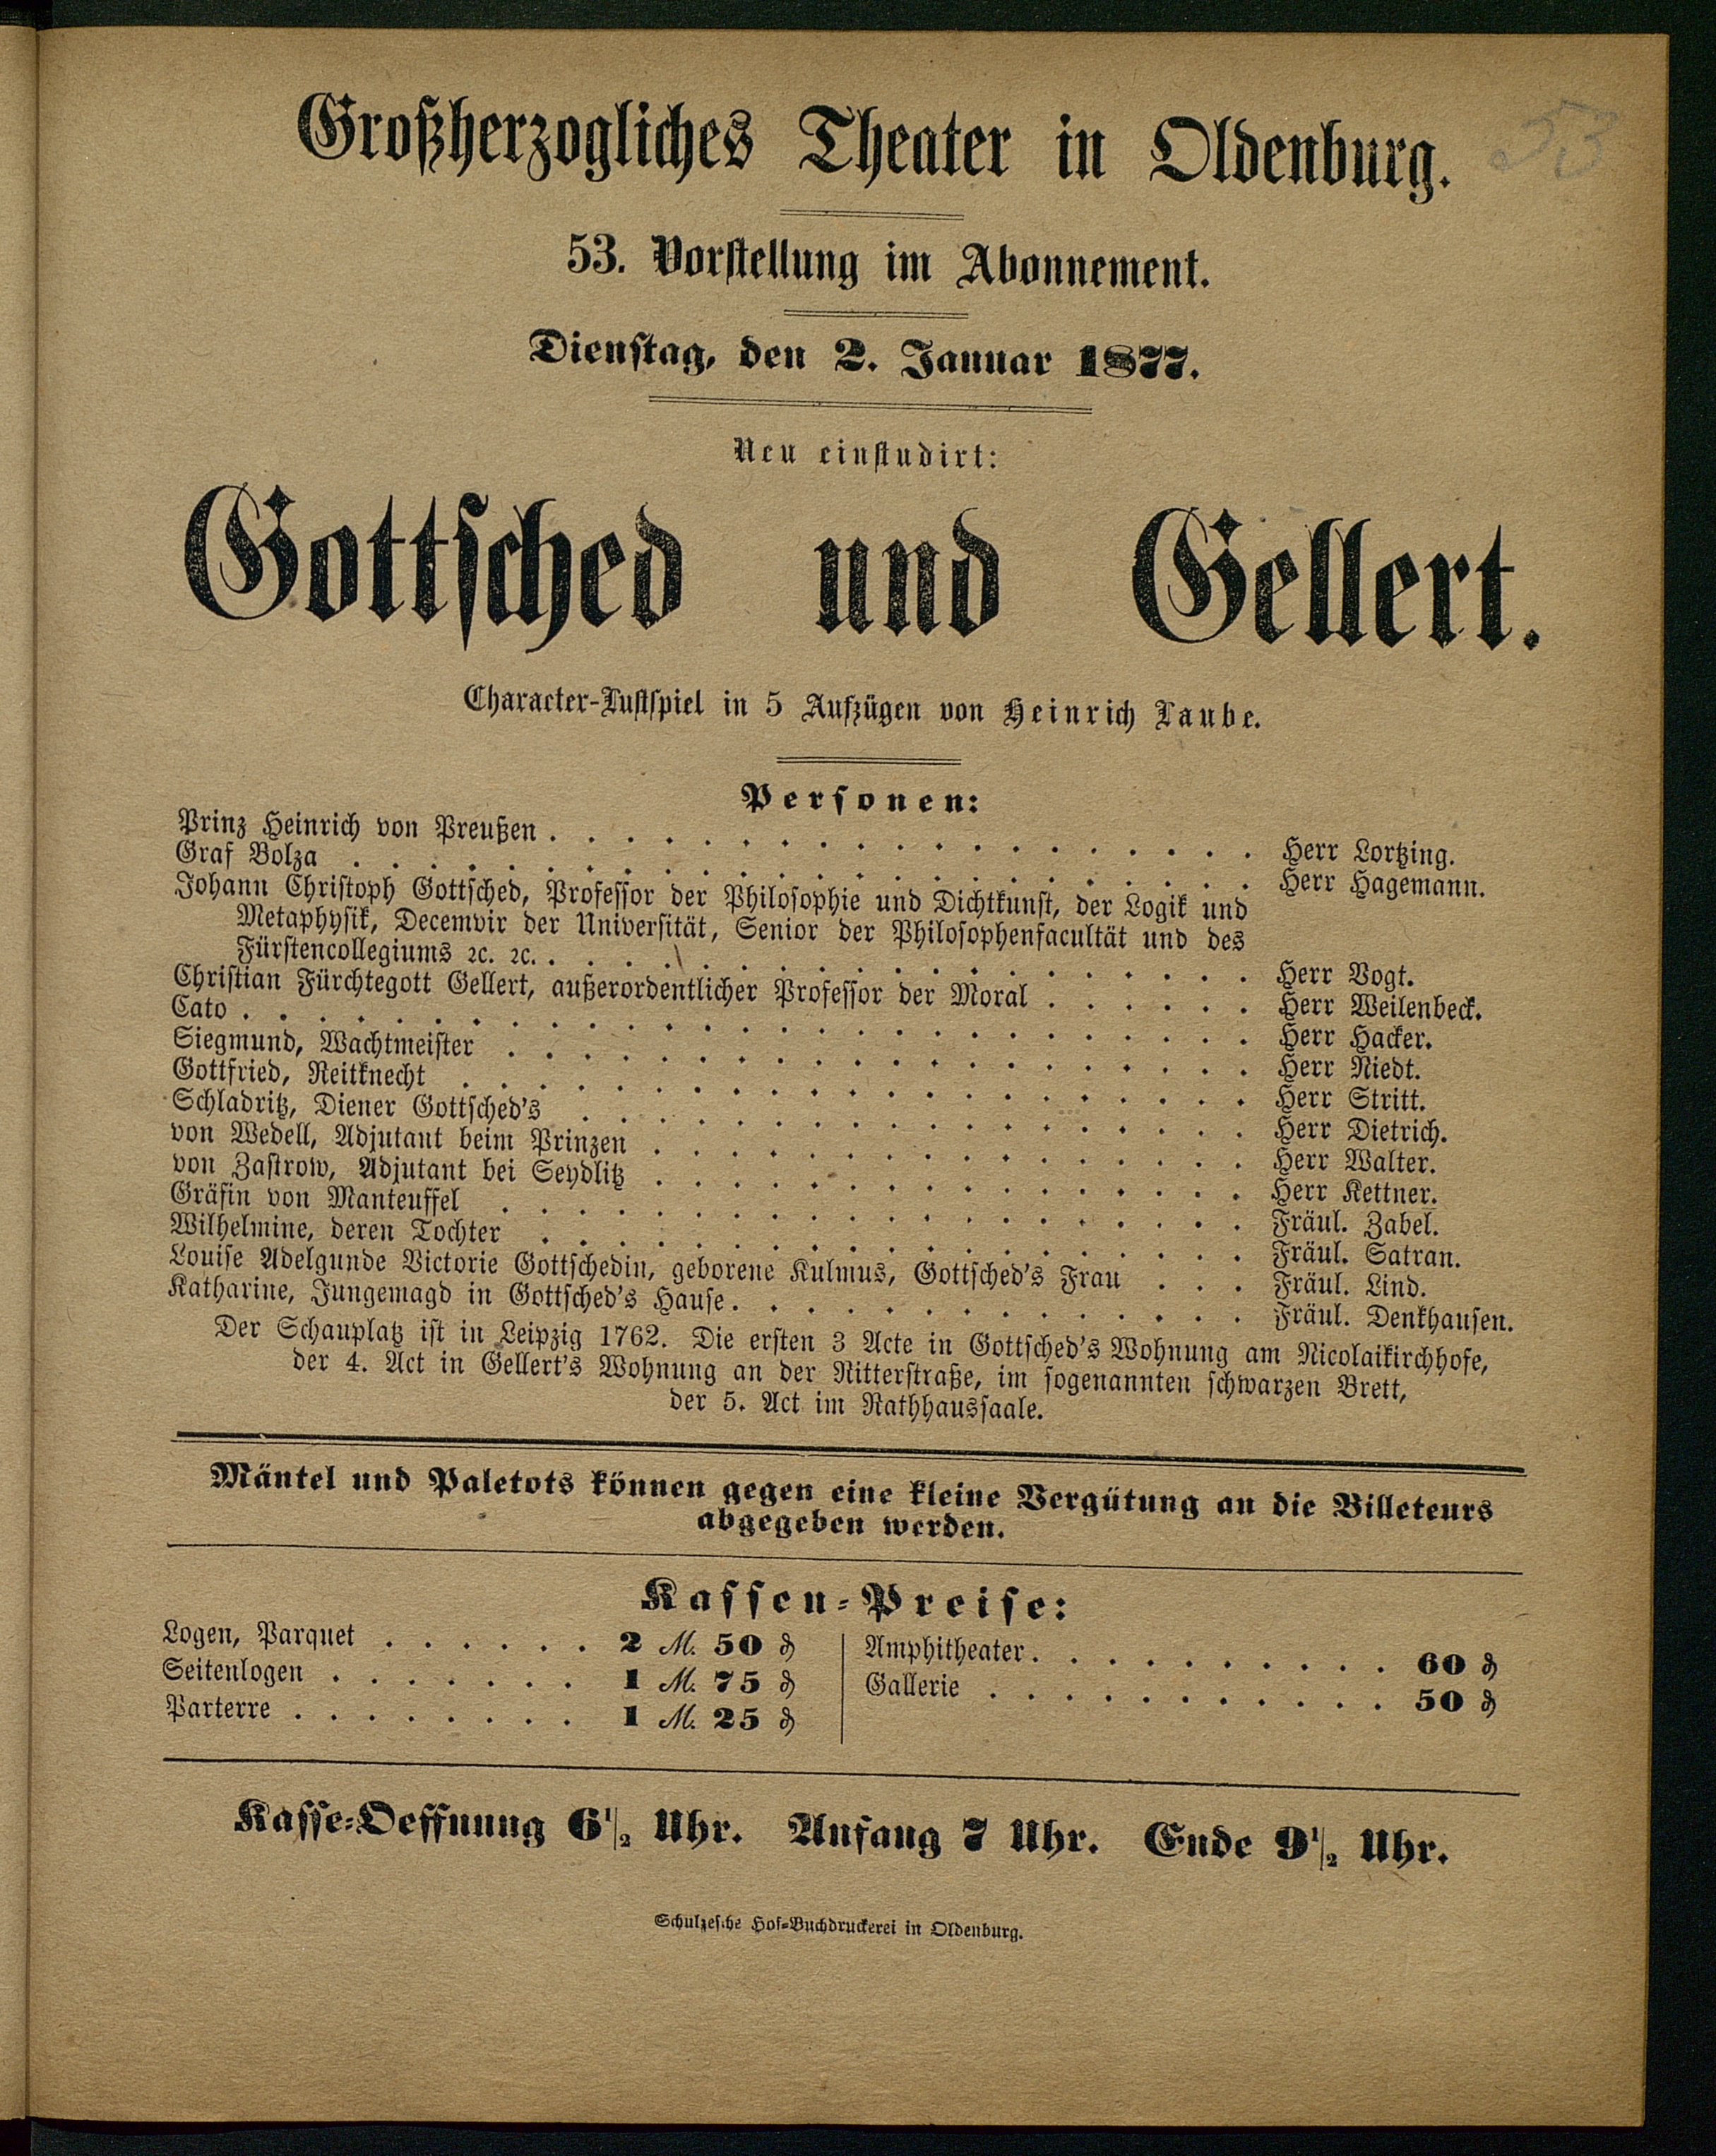 53
Großherzogliches Theater in Oldenburg.
53. Vorstellung im Abonnement.
Dienstag, den 2. Januar 1877.
Neu einstudirt:
Gottsched und Gellert.
Character-Lustspiel in 5 Aufzügen von Heinrich Laube.
Personen:
Prinz Heinrich von Preußen . . . . . . . . . . . . . . . . . . . Herr Lortzing.
Graf Bolza . . . . . . . . . . . . . . . . . . . . . . . . Herr Hagemann.
Johann Christoph Gottsched, Professor der Philosophie und Dichtkunst, der Logik und
Metaphysik, Decemvir der Universität, Senior der Philosophenfacultät und des
Fürstencollegiums ꝛc. ꝛc. . . . . . . . . . . . . . . . . . . . Herr Vogt.
Christian Fürchtegott Gellert, außerordentlicher Professor der Moral . . . . . . Herr Weilenbeck.
Cato . . . . . . . . . . . . . . . . . . . . . . . . . . . Herr Hacker.
Siegmund, Wachtmeister . . . . . . . . . . . . . . . . . . . . Herr Niedt.
Gottfried, Reitknecht . . . . . . . . . . . . . . . . . . . . . Herr Stritt.
Schladritz, Diener Gottsched's . . . . . . . . . . . . . . . . . . Herr Dietrich.
von Wedell, Adjutant beim Prinzen . . . . . . . . . . . . . . . . Herr Walter.
von Zastrow, Adjutant bei Seydlitz . . . . . . . . . . . . . . . . Herr Kettner.
Gräfin von Manteuffel . . . . . . . . . . . . . . . . . . . . Fräul. Zabel.
Wilhelmine, deren Tochter . . . . . . . . . . . . . . . . . . . Fräul. Satran.
Louise Adelgunde Victorie Gottschedin, geborene Kulmus, Gottsched's Frau . . . Fräul. Lind.
Katharine, Jungemagd in Gottsched's Hause . . . . . . . . . . . . . . Fräul. Denkhausen.
Der Schauplatz ist in Leipzig 1762. Die ersten 3 Acte in Gottsched's Wohnung am Nicolaikirchhofe,
der 4. Act in Gellert's Wohnung an der Ritterstraße, im sogenannten schwarzen Brett,
der 5. Act im Rathhaussaale.
Mäntel und Paletots können gegen eine kleine Vergütung an die Billeteurs
abgegeben werden.
Kassen-Preise:
Logen, Parquet . . . . . . 2 M. 50 ₰
Seitenlogen . . . . . . . 1 M. 75 ₰
Parterre . . . . . . . . 1 M. 25 ₰
Amphitheater . . . . . . . . . . 60 ₰
Gallerie . . . . . . . . . . . 50 ₰
Kasse-Oeffnung 6½ Uhr. Anfang 7 Uhr. Ende 9½ Uhr.
Schulzesche Hof-Buchdruckerei in Oldenburg.